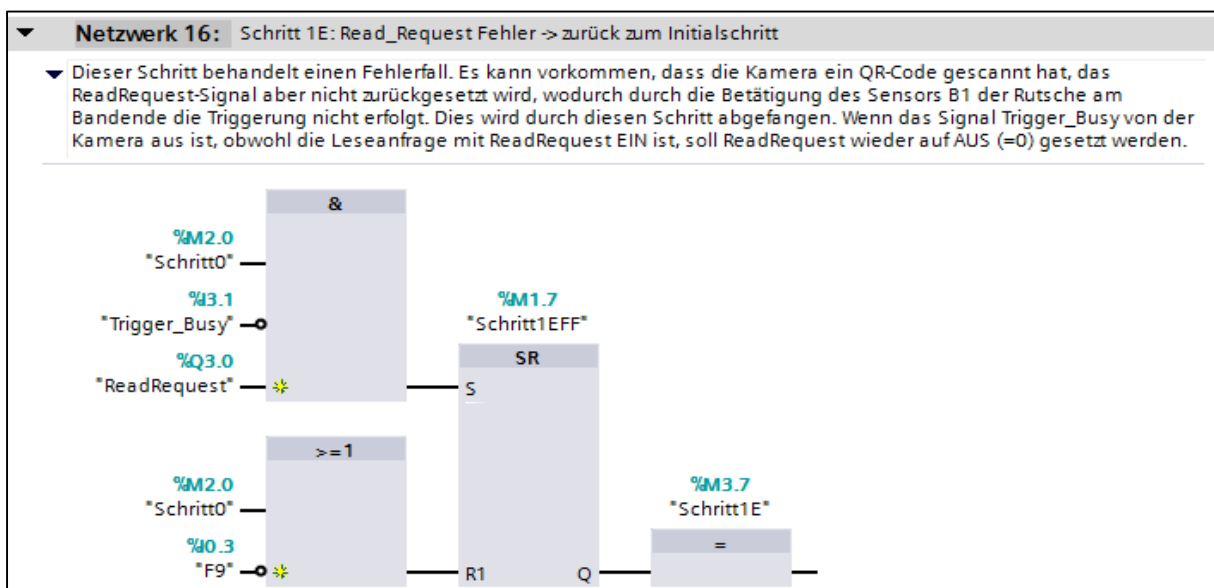 Netzwerk 16: Schritt 1E: Read_Request Fehler -> zurück zum Initialschritt
Dieser Schritt behandelt einen Fehlerfall. Es kann vorkommen, dass die Kamera ein QR-Code gescannt hat, das
ReadRequest-Signal aber nicht zurückgesetzt wird, wodurch durch die Betätigung des Sensors B1 der Rutsche am
Bandende die Triggerung nicht erfolgt. Dies wird durch diesen Schritt abgefangen. Wenn das Signal Trigger_Busy von der
Kamera aus ist, obwohl die Leseanfrage mit ReadRequest EIN ist, soll ReadRequest wieder auf AUS (=0) gesetzt werden.
&
%M2.0
"Schritt0"
%I3.1
"Trigger_Busy"
%Q3.0
"ReadRequest"
%M1.7
"Schritt1EFF"
SR
S
>=1
%M2.0
"Schritt0"
%I0.3
"F9"
R1 Q
%M3.7
"Schritt1E"
=